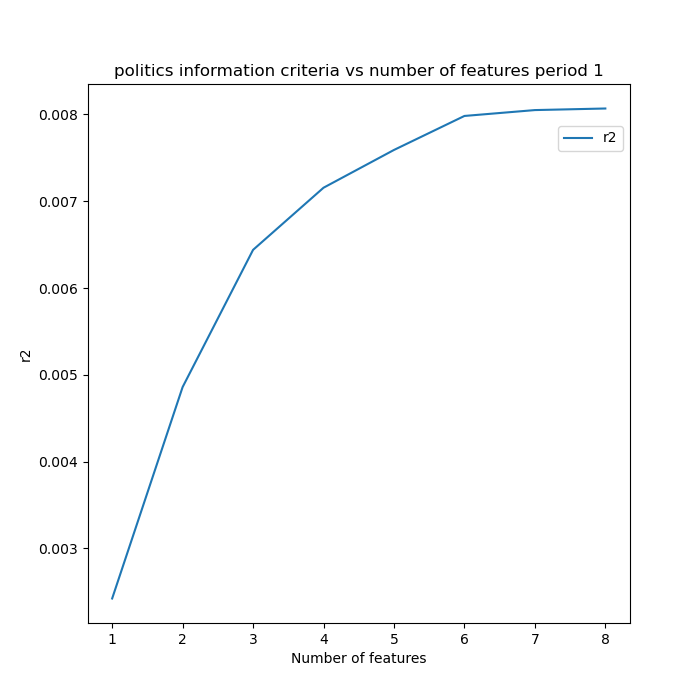 politics information criteria vs number of features period 1
0.008
r2
0.007
0.006
r2
0.005
0.004
0.003
1 2 3 4 5 6 7 8
Number of features